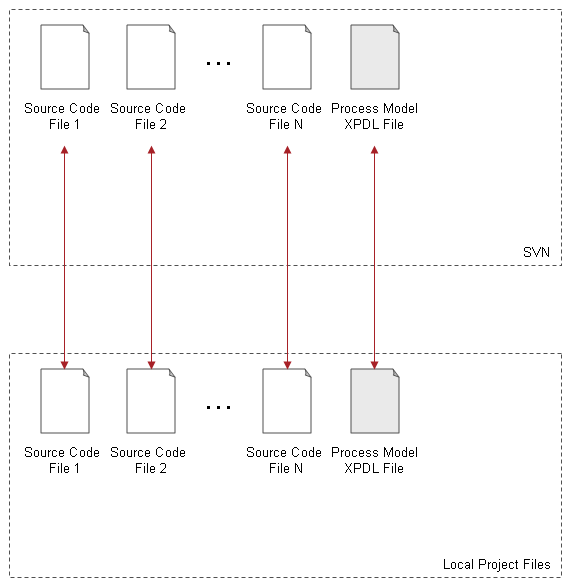 Source Code
File 1
Source Code
File 2
...
Source Code
File N
Process Model
XPDL File
SVN
Source Code
File 1
Source Code
File 2
...
Source Code
File N
Process Model
XPDL File
Local Project Files